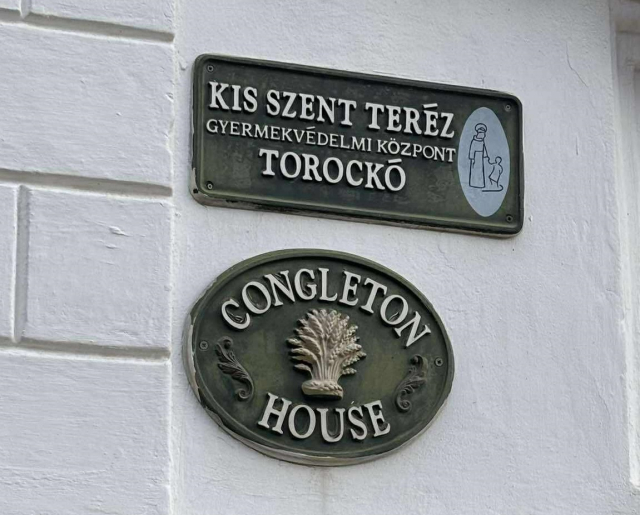 KIS SZENT TERÉZ
GYERMEKVÉDELMI KÖZPONT
TOROCKÓ
CONGLETON
HOUSE